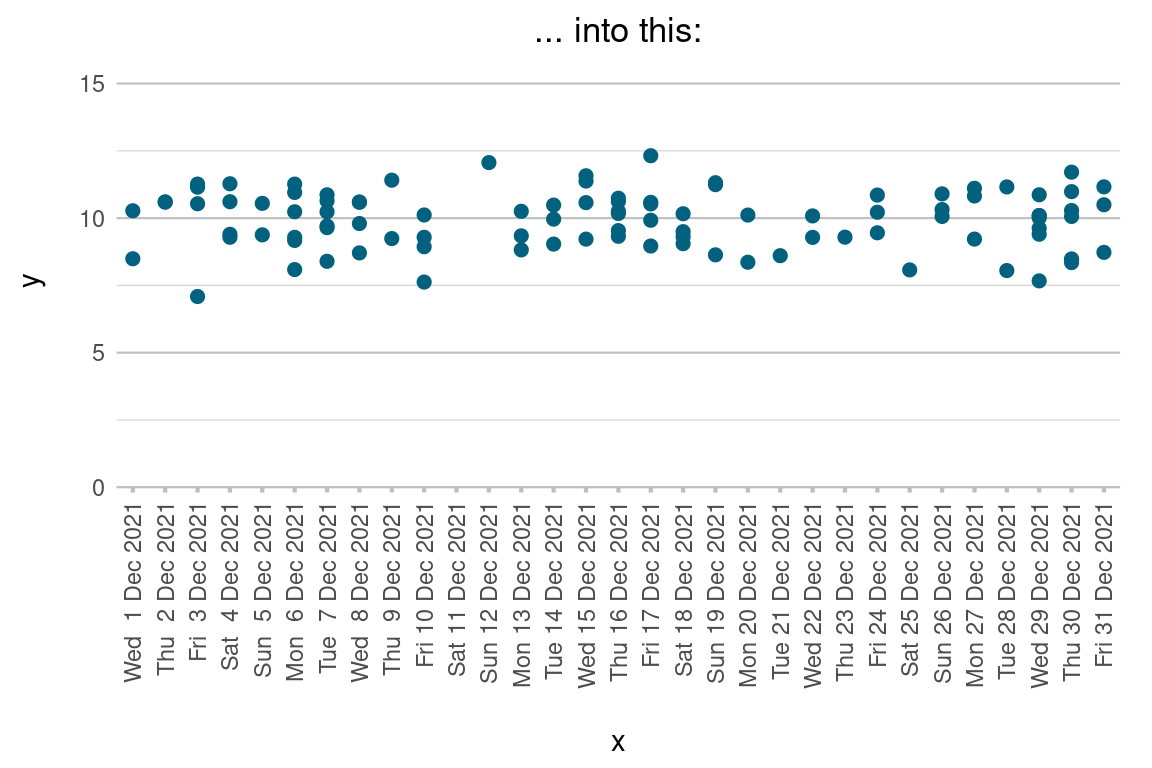 ... into this:
15
10
5
0
y
Wed  1 Dec 2021
Thu  2 Dec 2021
Fri  3 Dec 2021
Sat  4 Dec 2021
Sun  5 Dec 2021
Mon  6 Dec 2021
Tue  7 Dec 2021
Wed  8 Dec 2021
Thu  9 Dec 2021
Fri 10 Dec 2021
Sat 11 Dec 2021
Sun 12 Dec 2021
Mon 13 Dec 2021
Tue 14 Dec 2021
Wed 15 Dec 2021
Thu 16 Dec 2021
Fri 17 Dec 2021
Sat 18 Dec 2021
Sun 19 Dec 2021
Mon 20 Dec 2021
Tue 21 Dec 2021
Wed 22 Dec 2021
Thu 23 Dec 2021
Fri 24 Dec 2021
Sat 25 Dec 2021
Sun 26 Dec 2021
Mon 27 Dec 2021
Tue 28 Dec 2021
Wed 29 Dec 2021
Thu 30 Dec 2021
Fri 31 Dec 2021
x